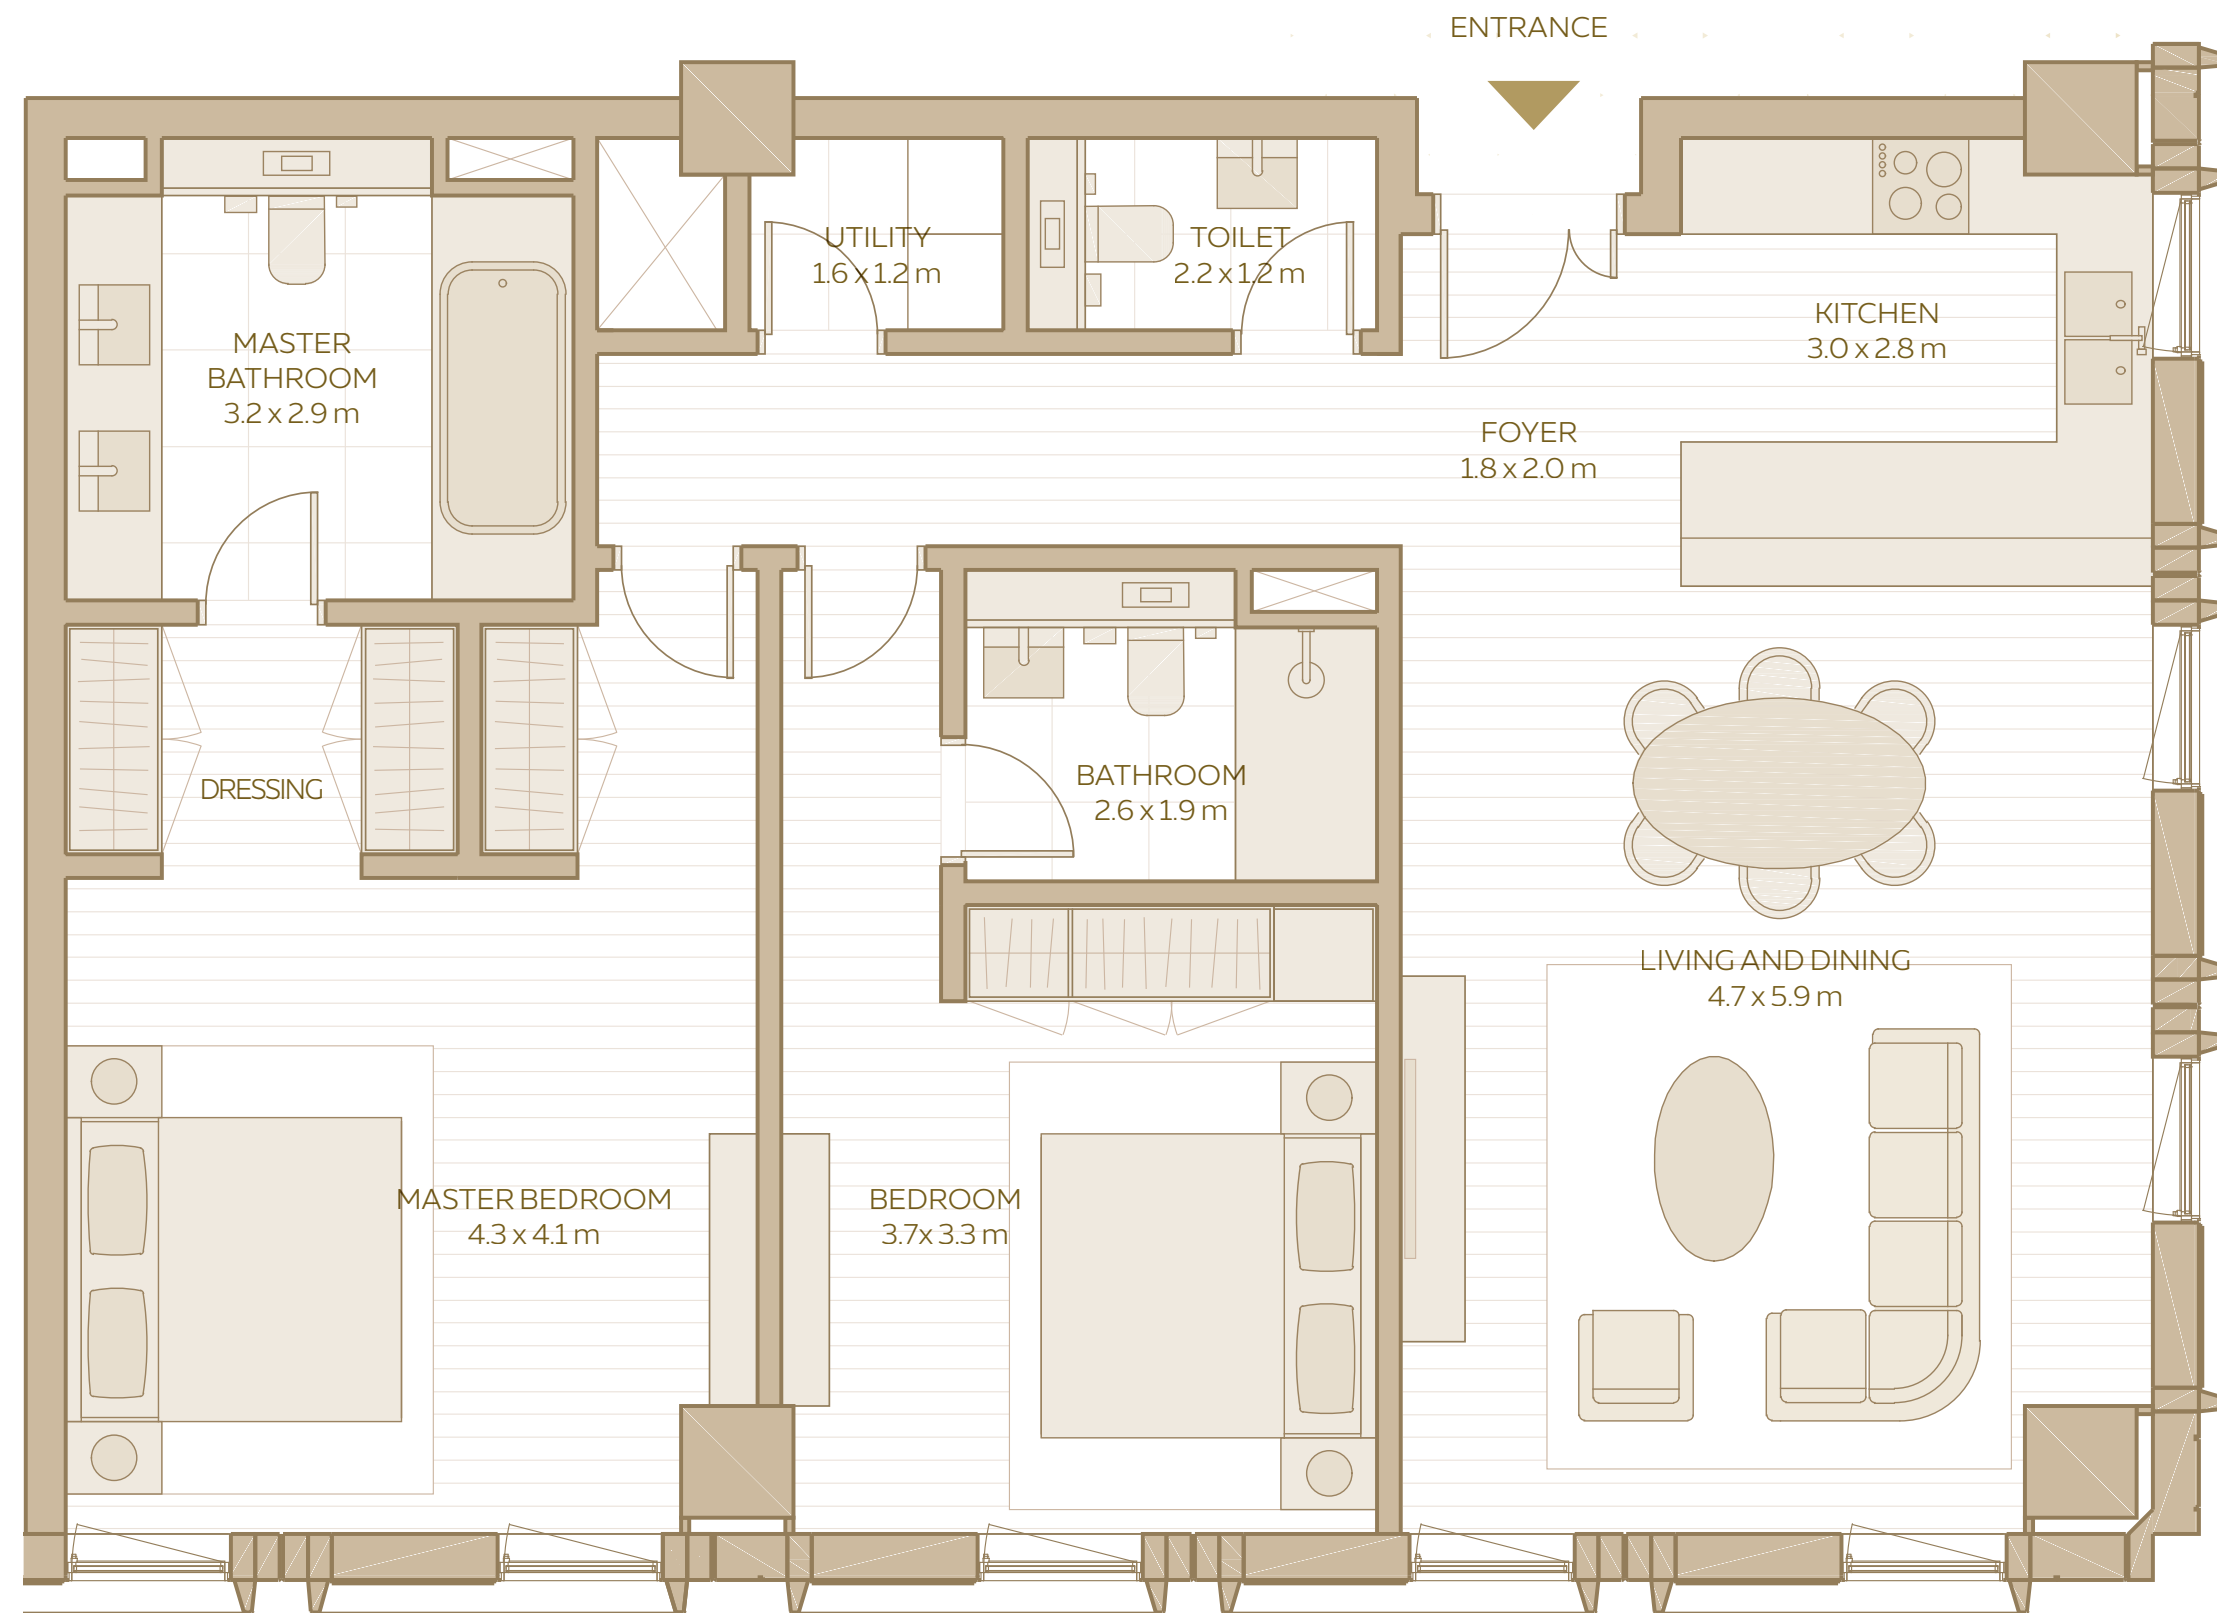 ENTRANCE
UTILITY
1.6 x 1.2 m
TOILET
2.2 x 1.2 m
KITCHEN
3.0 x 2.8 m
MASTER
BATHROOM
3.2 x 2.9 m
FOYER
1.8 x 2.0 m
DRESSING
BATHROOM
2.6 x 1.9 m
LIVING AND DINING
4.7 x 5.9 m
MASTER BEDROOM
4.3 x 4.1 m
BEDROOM
3.7x 3.3 m